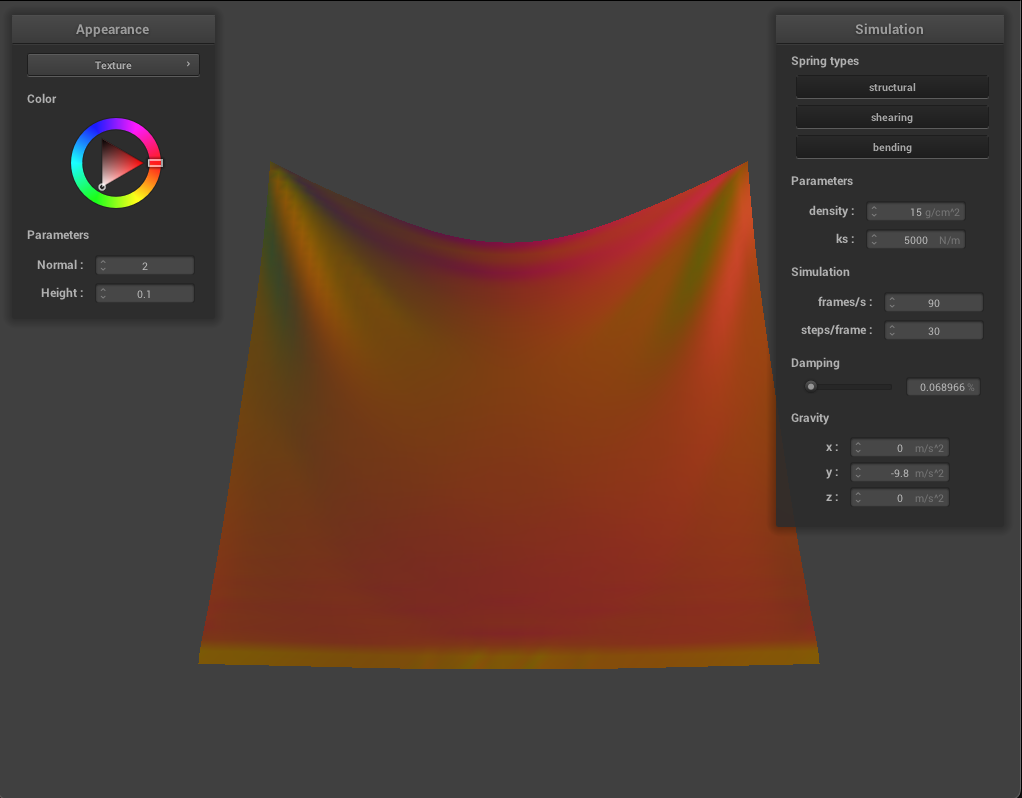 Appearance
Texture
Color
Parameters
Normal : 2
Height : 0.1
Simulation
Spring types
structural
shearing
bending
Parameters
density : 15 g/cm^2
ks : 5000 N/m
Simulation
frames/s : 90
steps/frame : 30
Damping
0.068966 %
Gravity
x : 0 m/s^2
y : -9.8 m/s^2
z : 0 m/s^2